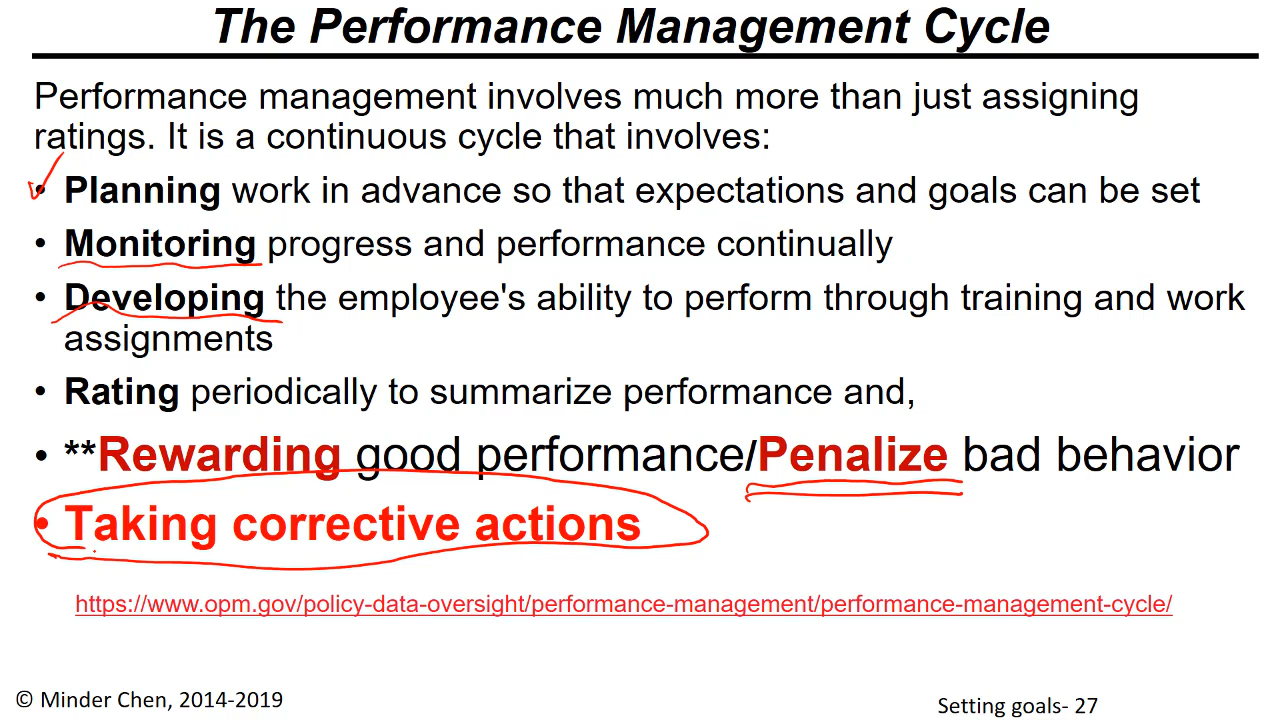 The Performance Management Cycle
Performance management involves much more than just assigning
ratings. It is a continuous cycle that involves:
• Planning work in advance so that expectations and goals can be set
• Monitoring progress and performance continually
• Developing the employee's ability to perform through training and work
assignments
• Rating periodically to summarize performance and,
• **Rewarding good performance/Penalize bad behavior
• Taking corrective actions
https://www.opm.gov/policy-data-oversight/performance-management/performance-management-cycle/
© Minder Chen, 2014-2019
Setting goals- 27